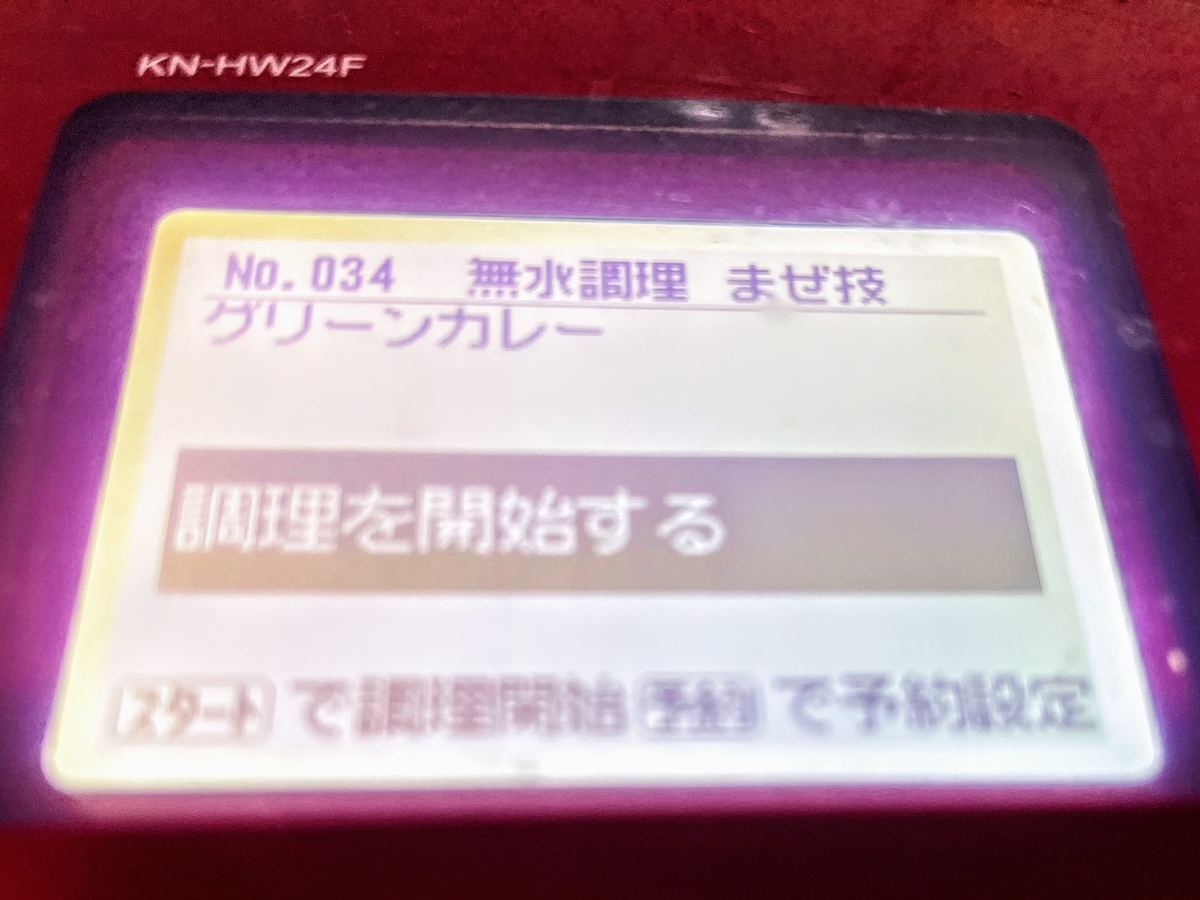 KN-HW24F
No.034 無水調理 まぜ技
グリーンカレー
調理を開始する
スタート で調理開始 予約 で予約設定